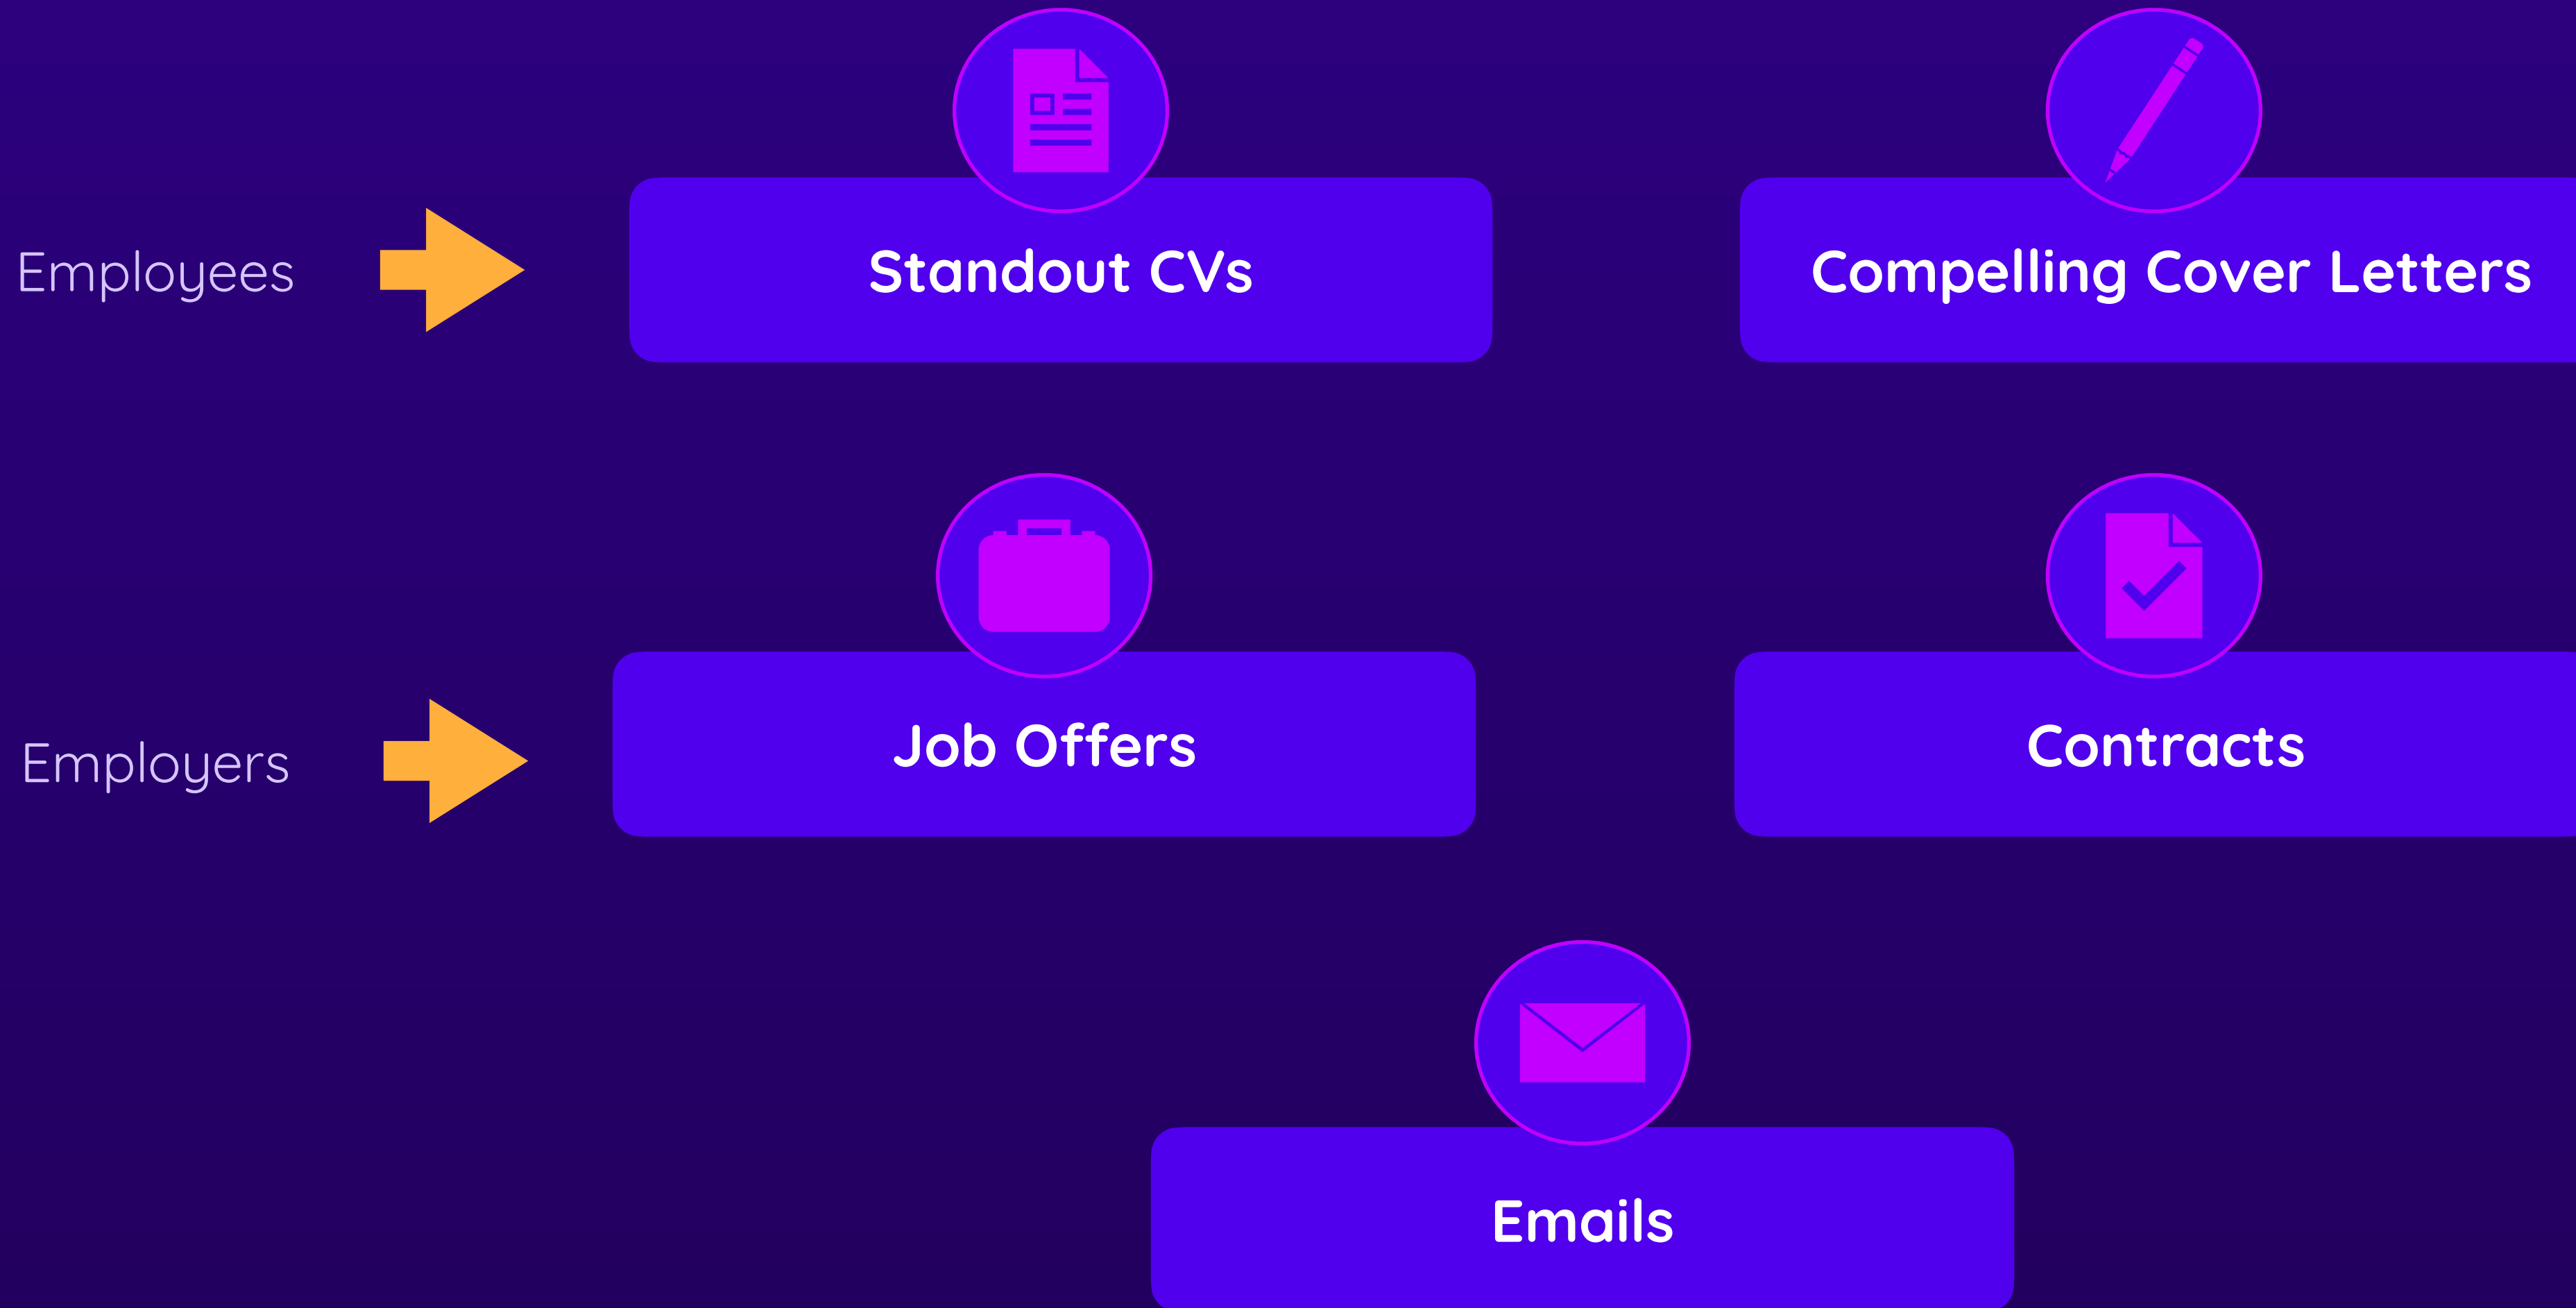 Employees
Standout CVs
Compelling Cover Letters
Employers
Job Offers
Contracts
Emails